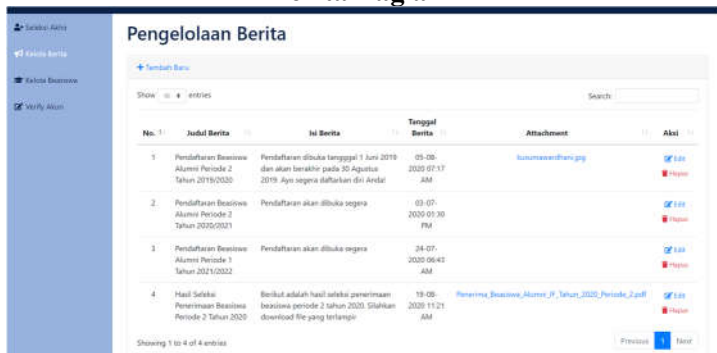 Seleksi Akhir
Kelola Berita
Kelola Beasiswa
Verify Akun
Pengelolaan Berita
+ Tambah Baru
Show 10 entries
Search:
No. Judul Berita Isi Berita Tanggal Berita Attachment Aksi
1 Pendaftaran Beasiswa Pendaftaran dibuka tangggal 1 Juni 2019 05-08- kusumawardhani.jpg Edit
Alumni Periode 2 dan akan berakhir pada 30 Agustus 2020 07:17 Hapus
Tahun 2019/2020 2019. Ayo segera daftarkan diri Anda! AM
2 Pendaftaran Beasiswa Pendaftaran akan dibuka segera 03-07- Edit
Alumni Periode 2 2020 01:30 Hapus
Tahun 2020/2021 PM
3 Pendaftaran Beasiswa Pendaftaran akan dibuka segera 24-07- Edit
Alumni Periode 1 2020 06:43 Hapus
Tahun 2021/2022 AM
4 Hasil Seleksi Berikut adalah hasil seleksi penerimaan 19-08- Penerima_Beasiswa_Alumni_IP_Tahun_2020_Periode_2.pdf Edit
Penerimaan Beasiswa beasiswa periode 2 tahun 2020. Silahkan 2020 11:21 Hapus
Periode 2 Tahun 2020 download file yang terlampir AM
Showing 1 to 4 of 4 entries
Previous 1 Next